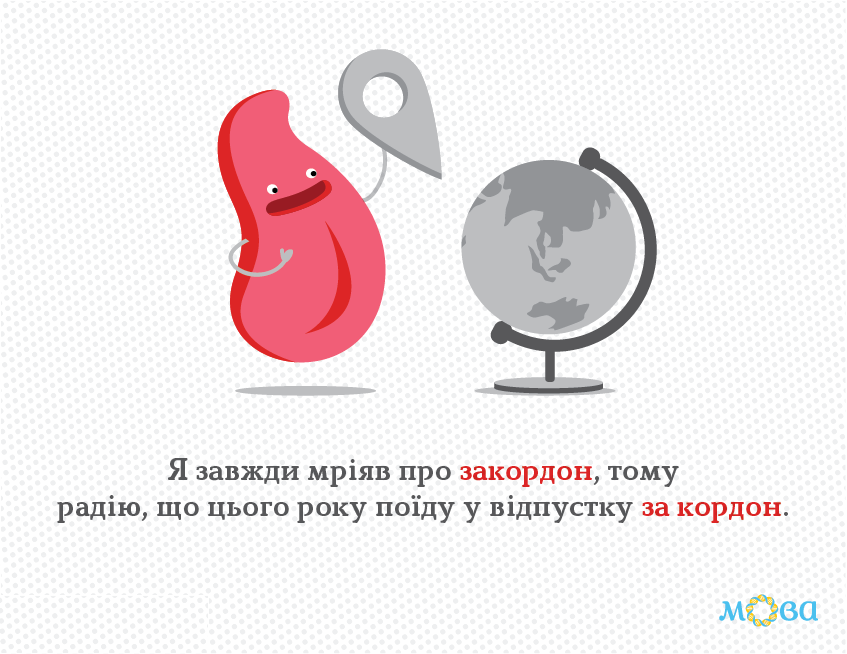 Я завжди мріяв про закордон, тому
радію, що цього року поїду у відпустку за кордон.
мова